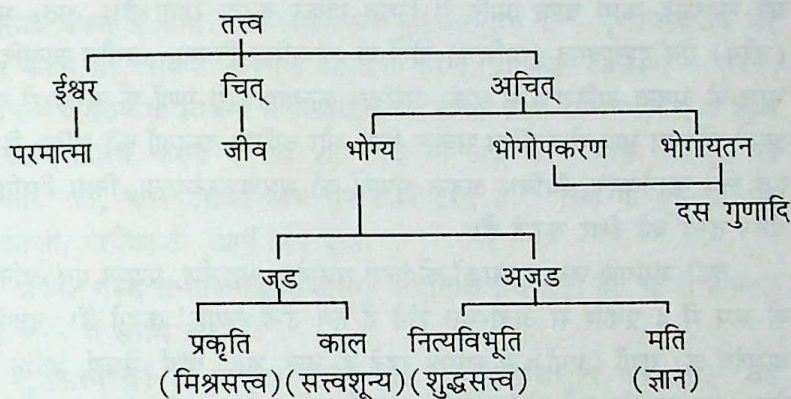 तत्त्व
ईश्वर चित् अचित्
परमात्मा जीव भोग्य भोगोपकरण भोगायतन
दस गुणादि
जड अजड
प्रकृति काल नित्यविभूति मति
(मिश्रसत्त्व) (सत्त्वशून्य) (शुद्धसत्त्व) (ज्ञान)